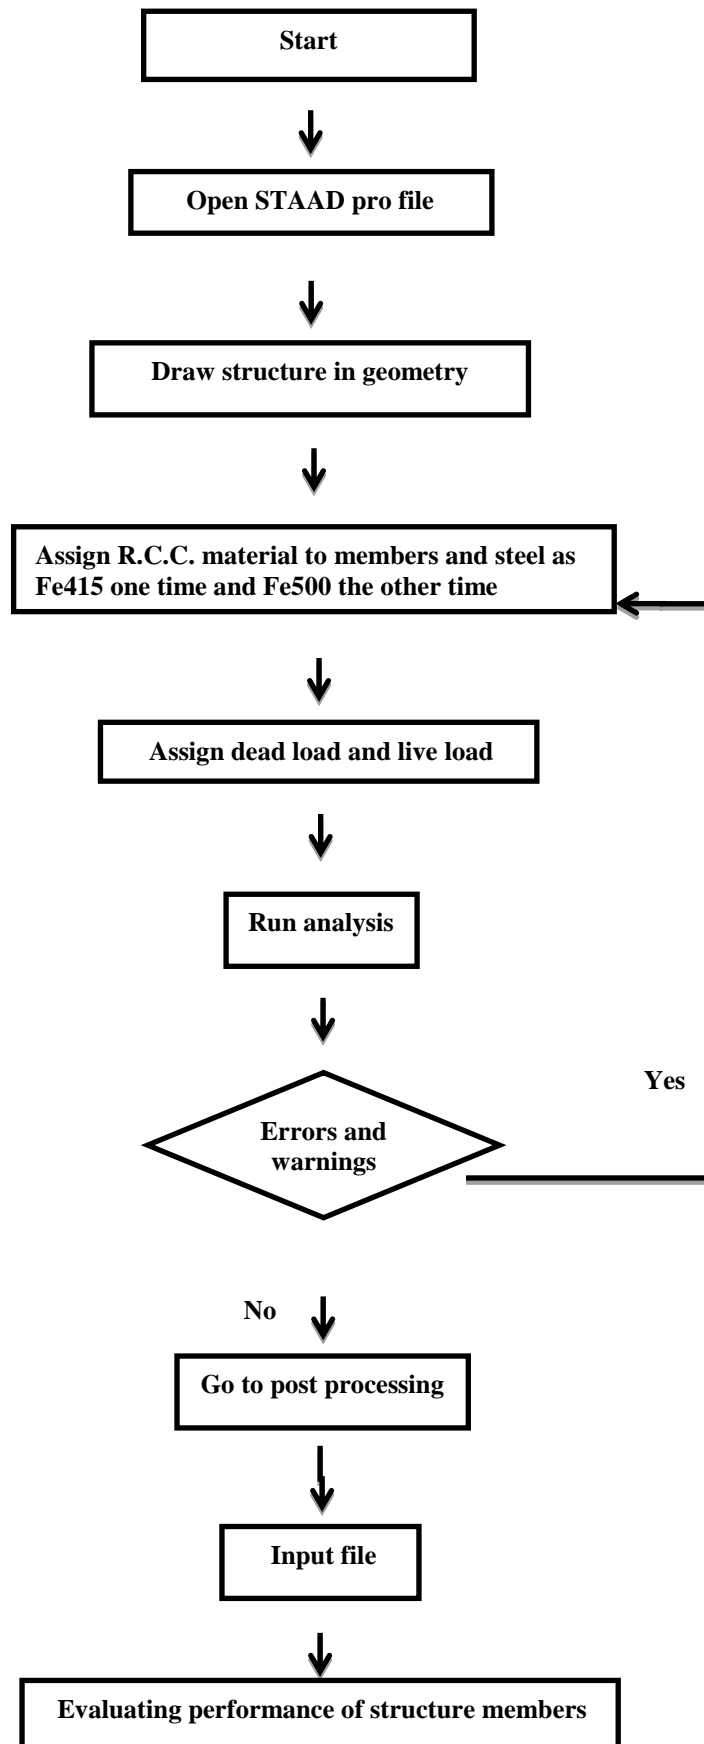 Start
Open STAAD pro file
Draw structure in geometry
Assign R.C.C. material to members and steel as
Fe415 one time and Fe500 the other time
Assign dead load and live load
Run analysis
Yes
Errors and
warnings
No
Go to post processing
Input file
Evaluating performance of structure members